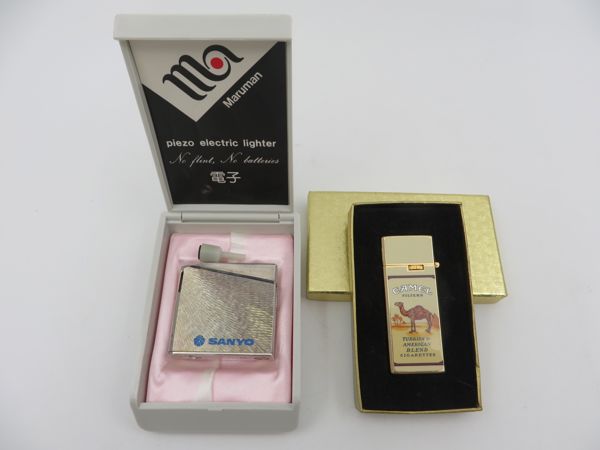 ma
Maruman
piezo electric lighter
No flint, No batteries
電子
SANYO
CAMEL
FILTERS
TURKISH &
AMERICAN
BLEND
CIGARETTES